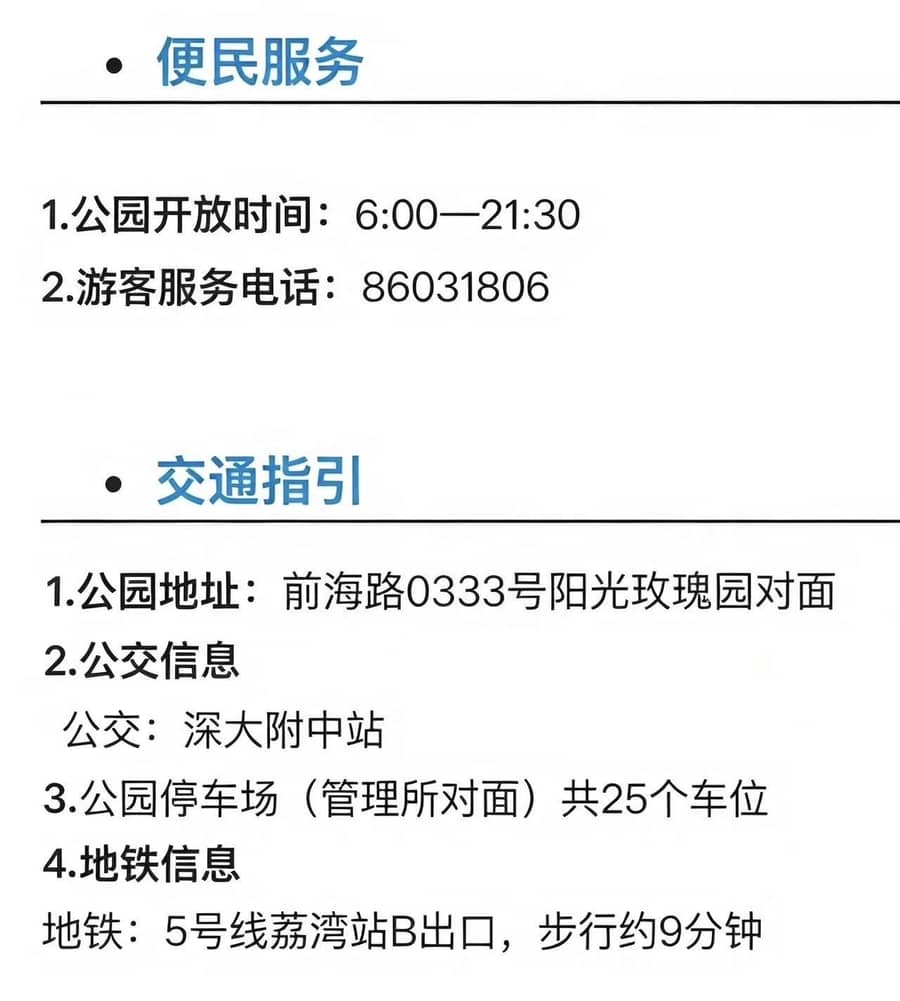 • 便民服务
1.公园开放时间：6:00—21:30
2.游客服务电话：86031806
• 交通指引
1.公园地址：前海路0333号阳光玫瑰园对面
2.公交信息
公交：深大附中站
3.公园停车场（管理所对面）共25个车位
4.地铁信息
地铁：5号线荔湾站B出口，步行约9分钟